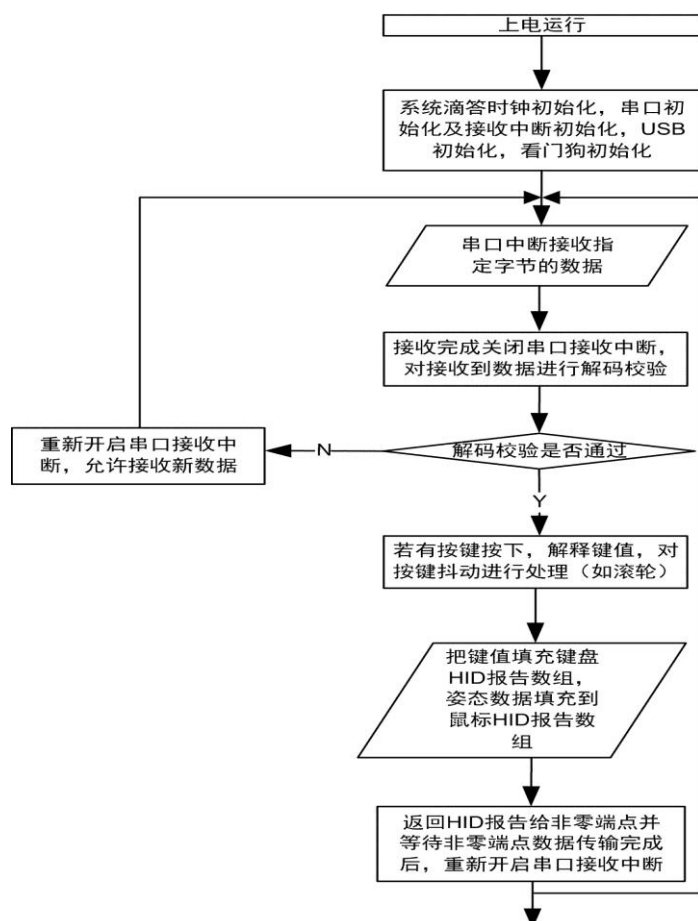 上电运行
系统滴答时钟初始化，串口初
始化及接收中断初始化，USB
初始化，看门狗初始化
串口中断接收指
定字节的数据
接收完成关闭串口接收中断，
对接收到数据进行解码校验
重新开启串口接收中
断，允许接收新数据
N
解码校验是否通过
Y
若有按键按下，解释键值，对
按键抖动进行处理（如滚轮）
把键值填充键盘
HID报告数组，
姿态数据填充到
鼠标HID报告数
组
返回HID报告给非零端点并
等待非零端点数据传输完成
后，重新开启串口接收中断